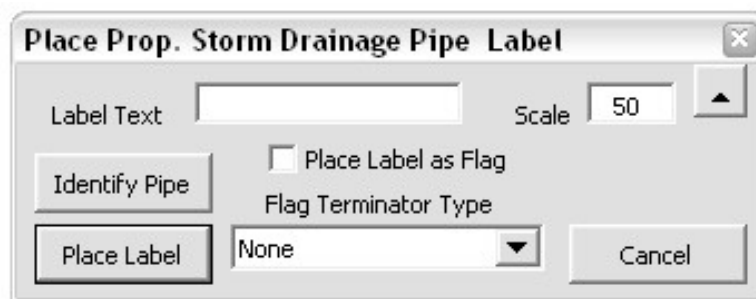 Place Prop. Storm Drainage Pipe Label
Label Text
Scale 50
Place Label as Flag
Identify Pipe
Flag Terminator Type
Place Label
None
Cancel